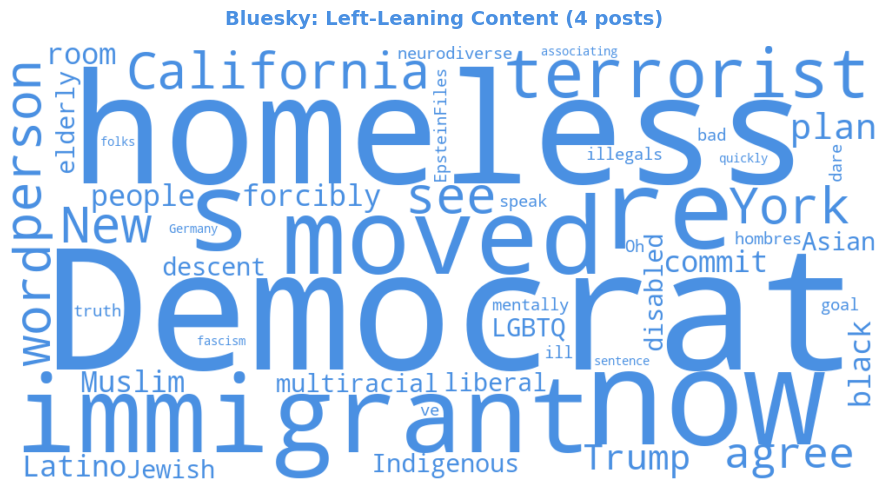 Bluesky: Left-Leaning Content (4 posts)
room
neurodiverse
associating
California
terrorist
homeless
person
elderly
folks
EpsteinFiles
bad
plan
illegals
quickly
dare
people
forcibly
see
speak
s
re
York
New
Germany
moved
Oh
hombres
Asian
word
descent
disabled
commit
Democrat
truth
mentally
goal
LGBTQ
fascism
ill
sentence
black
Muslim
multiracial
liberal
now
immigrant
ve
Latino
Jewish
Indigenous
Trump
agree